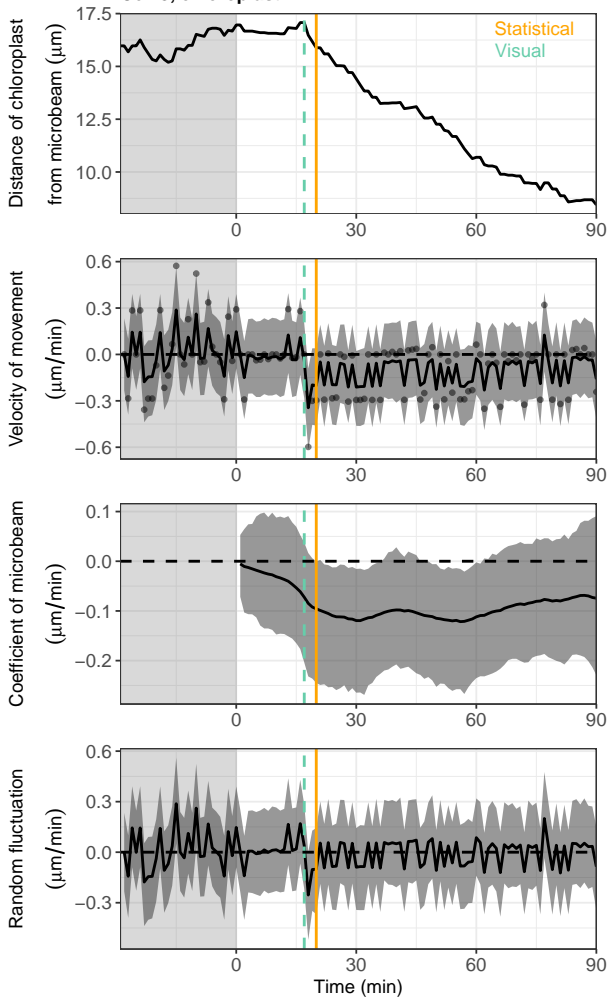 Statistical
Visual
Distance of chloroplast
from microbeam (μm)
17.5
15.0
12.5
10.0
0 30 60 90
Velocity of movement
(μm/min)
0.6
0.3
0.0
−0.3
−0.6
0 30 60 90
Coefficient of microbeam
(μm/min)
0.1
0.0
−0.1
−0.2
0 30 60 90
Random fluctuation
(μm/min)
0.6
0.3
0.0
−0.3
0 30 60 90
Time (min)